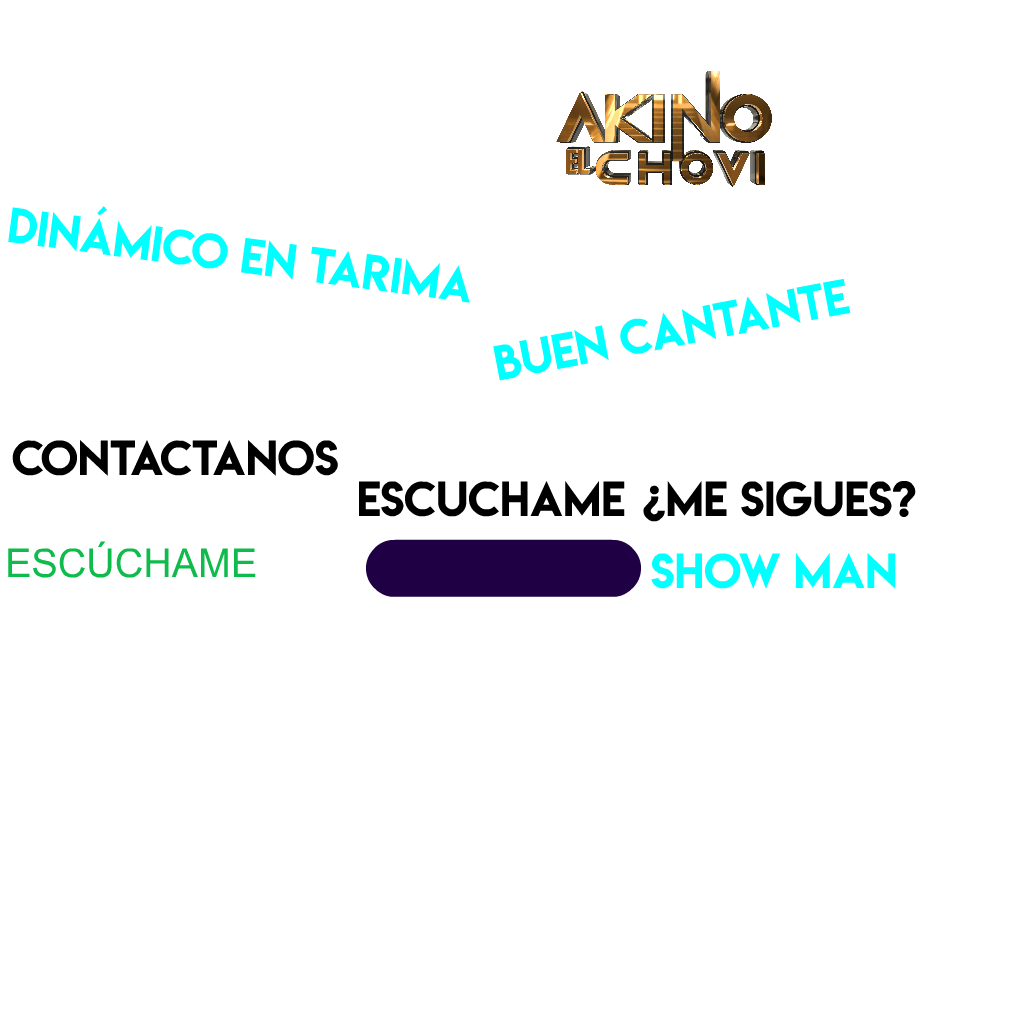 AKINO
EL CHOVI
DINÁMICO EN TARIMA
BUEN CANTANTE
CONTACTANOS
ESCUCHAME ¿ME SIGUES?
ESCÚCHAME
SHOW MAN